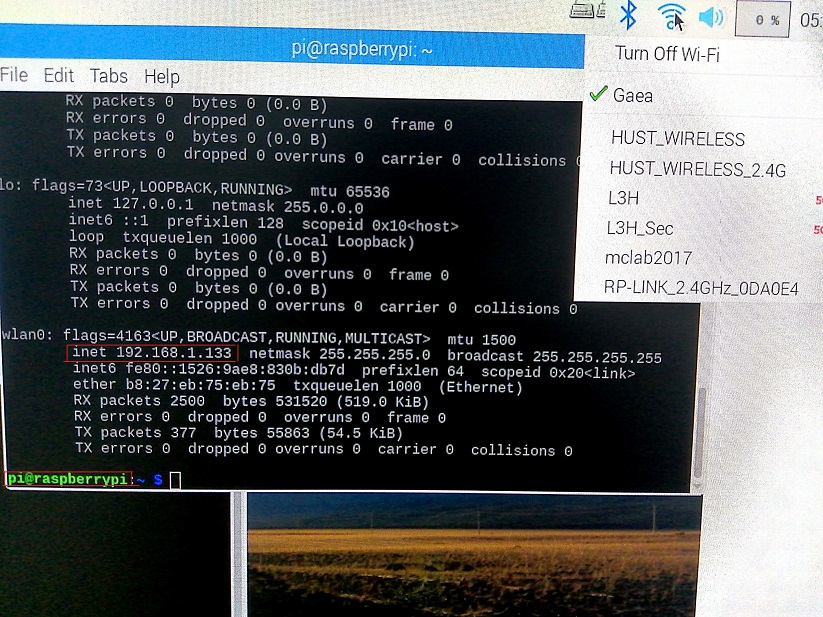 0 %
05:
pi@raspberrypi: ~
File Edit Tabs Help
Turn Off Wi-Fi
Gaea
HUST_WIRELESS
HUST_WIRELESS_2.4G
L3H
L3H_Sec
mclab2017
RP-LINK_2.4GHz_0DA0E4
RX packets 0 bytes 0 (0.0 B)
RX errors 0 dropped 0 overruns 0 frame 0
TX packets 0 bytes 0 (0.0 B)
TX errors 0 dropped 0 overruns 0 carrier 0 collisions 0
lo: flags=73<UP,LOOPBACK,RUNNING> mtu 65536
inet 127.0.0.1 netmask 255.0.0.0
inet6 ::1 prefixlen 128 scopeid 0x10<host>
loop txqueuelen 1000 (Local Loopback)
RX packets 0 bytes 0 (0.0 B)
RX errors 0 dropped 0 overruns 0 frame 0
TX packets 0 bytes 0 (0.0 B)
TX errors 0 dropped 0 overruns 0 carrier 0 collisions 0
wlan0: flags=4163<UP,BROADCAST,RUNNING,MULTICAST> mtu 1500
inet 192.168.1.133 netmask 255.255.255.0 broadcast 255.255.255.255
inet6 fe80::1526:9ae8:830b:db7d prefixlen 64 scopeid 0x20<link>
ether b8:27:eb:75:eb:75 txqueuelen 1000 (Ethernet)
RX packets 2500 bytes 531520 (519.0 KiB)
RX errors 0 dropped 0 overruns 0 frame 0
TX packets 377 bytes 55863 (54.5 KiB)
TX errors 0 dropped 0 overruns 0 carrier 0 collisions 0
pi@raspberrypi:~ $